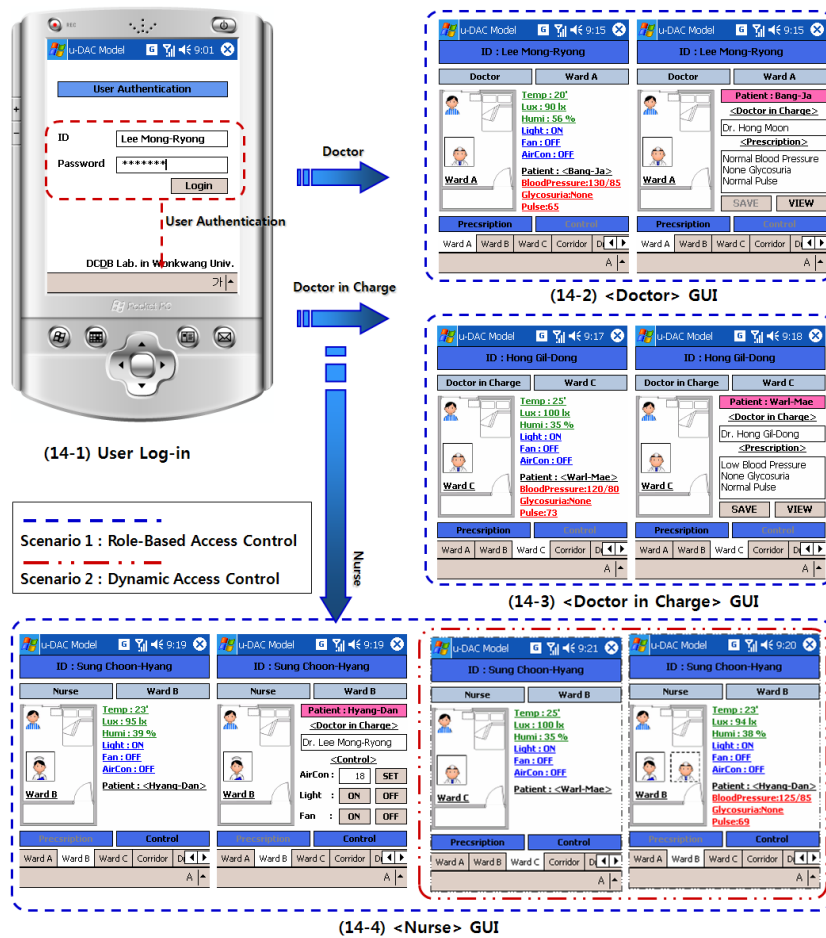 REC
u-DAC Model G 9:01
User Authentication
ID Lee Mong-Ryong
Password *******
Login
User Authentication
DCDB Lab. in Wonkwang Univ.
가
Pocket PC
(14-1) User Log-in
Doctor
Doctor in Charge
Nurse
Scenario 1 : Role-Based Access Control
Scenario 2 : Dynamic Access Control
u-DAC Model G 9:15
ID : Lee Mong-Ryong
Doctor Ward A
Temp : 20'
Lux : 90 lx
Humi : 56 %
Light : ON
Fan : OFF
AirCon : OFF
Patient : <Bang-Ja>
BloodPressure:130/85
Glycosuria:None
Pulse:65
Ward A
Precsription Control
Ward A Ward B Ward C Corridor Di
A
u-DAC Model G 9:15
ID : Lee Mong-Ryong
Doctor Ward A
Patient : Bang-Ja
<Doctor in Charge>
Dr. Hong Moon
<Prescription>
Normal Blood Pressure
None Glycosuria
Normal Pulse
Ward A
SAVE VIEW
Precsription Control
Ward A Ward B Ward C Corridor Di
A
(14-2) <Doctor> GUI
u-DAC Model G 9:17
ID : Hong Gil-Dong
Doctor in Charge Ward C
Temp : 25'
Lux : 100 lx
Humi : 35 %
Light : ON
Fan : OFF
AirCon : OFF
Patient : <Warl-Mae>
BloodPressure:120/80
Glycosuria:None
Pulse:73
Ward C
Precsription Control
Ward A Ward B Ward C Corridor Di
A
u-DAC Model G 9:18
ID : Hong Gil-Dong
Doctor in Charge Ward C
Patient : Warl-Mae
<Doctor in Charge>
Dr. Hong Gil-Dong
<Prescription>
Low Blood Pressure
None Glycosuria
Normal Pulse
Ward C
SAVE VIEW
Precsription Control
Ward A Ward B Ward C Corridor Di
A
(14-3) <Doctor in Charge> GUI
u-DAC Model G 9:19
ID : Sung Choon-Hyang
Nurse Ward B
Temp : 23'
Lux : 95 lx
Humi : 39 %
Light : ON
Fan : OFF
AirCon : OFF
Patient : <Hyang-Dan>
Ward B
Precsription Control
Ward A Ward B Ward C Corridor Di
A
u-DAC Model G 9:19
ID : Sung Choon-Hyang
Nurse Ward B
Patient : Hyang-Dan
<Doctor in Charge>
Dr. Lee Mong-Ryong
<Control>
AirCon : 18 SET
Light : ON OFF
Fan : ON OFF
Ward B
Precsription Control
Ward A Ward B Ward C Corridor Di
A
u-DAC Model G 9:21
ID : Sung Choon-Hyang
Nurse Ward B
Temp : 25'
Lux : 100 lx
Humi : 35 %
Light : ON
Fan : OFF
AirCon : OFF
Patient : <Warl-Mae>
Ward C
Precsription Control
Ward A Ward B Ward C Corridor Di
A
u-DAC Model G 9:20
ID : Sung Choon-Hyang
Nurse Ward B
Temp : 23'
Lux : 94 lx
Humi : 38 %
Light : ON
Fan : OFF
AirCon : OFF
Patient : <Hyang-Dan>
BloodPressure:125/85
Glycosuria:None
Pulse:69
Ward B
Precsription Control
Ward A Ward B Ward C Corridor Di
A
(14-4) <Nurse> GUI